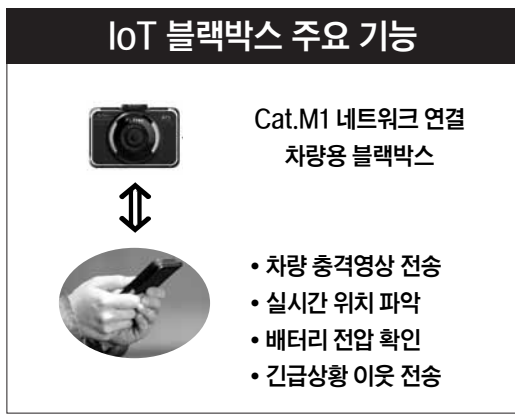 IoT 블랙박스 주요 기능
Cat.M1 네트워크 연결
차량용 블랙박스
• 차량 충격영상 전송
• 실시간 위치 파악
• 배터리 전압 확인
• 긴급상황 이웃 전송